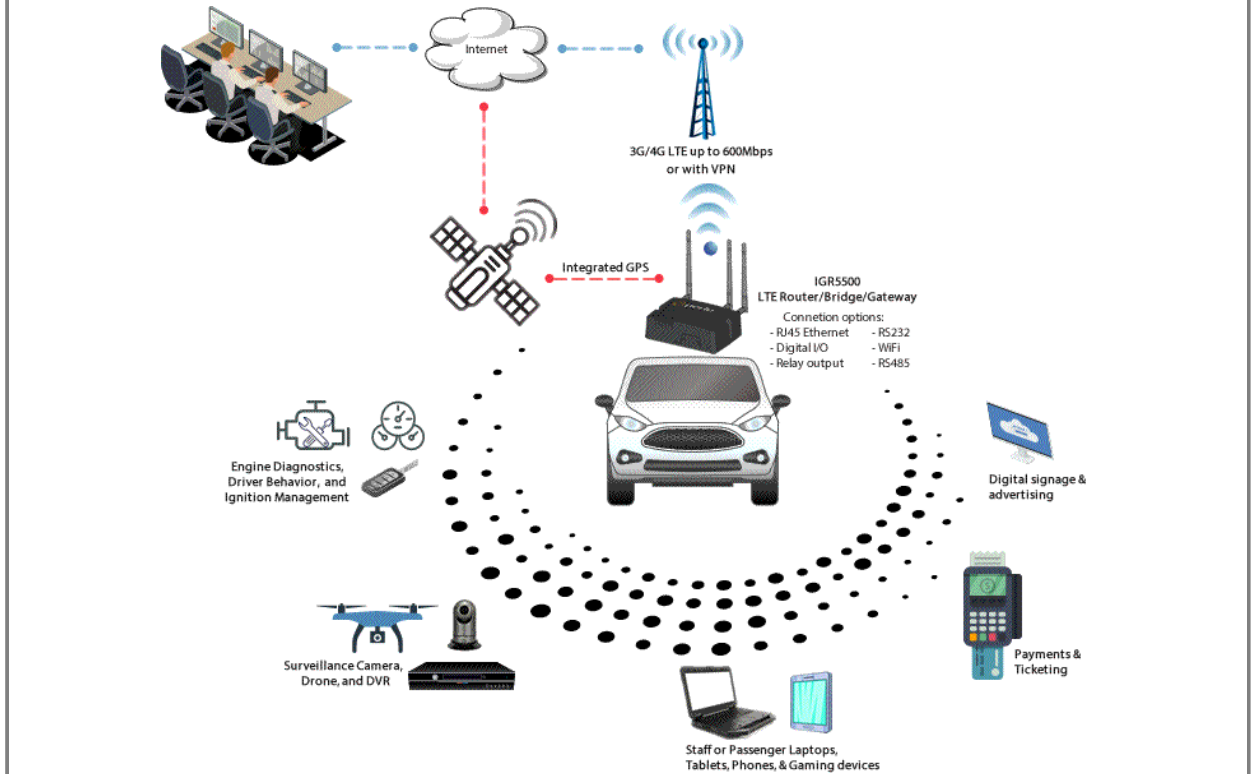 Internet
3G/4G LTE up to 600Mbps
or with VPN
Integrated GPS
IGR5500
LTE Router/Bridge/Gateway
Connetion options:
- RJ45 Ethernet - RS232
- Digital I/O - WiFi
- Relay output - RS485
Engine Diagnostics,
Driver Behavior, and
Ignition Management
Digital signage &
advertising
Surveillance Camera,
Drone, and DVR
Payments &
Ticketing
Staff or Passenger Laptops,
Tablets, Phones, & Gaming devices